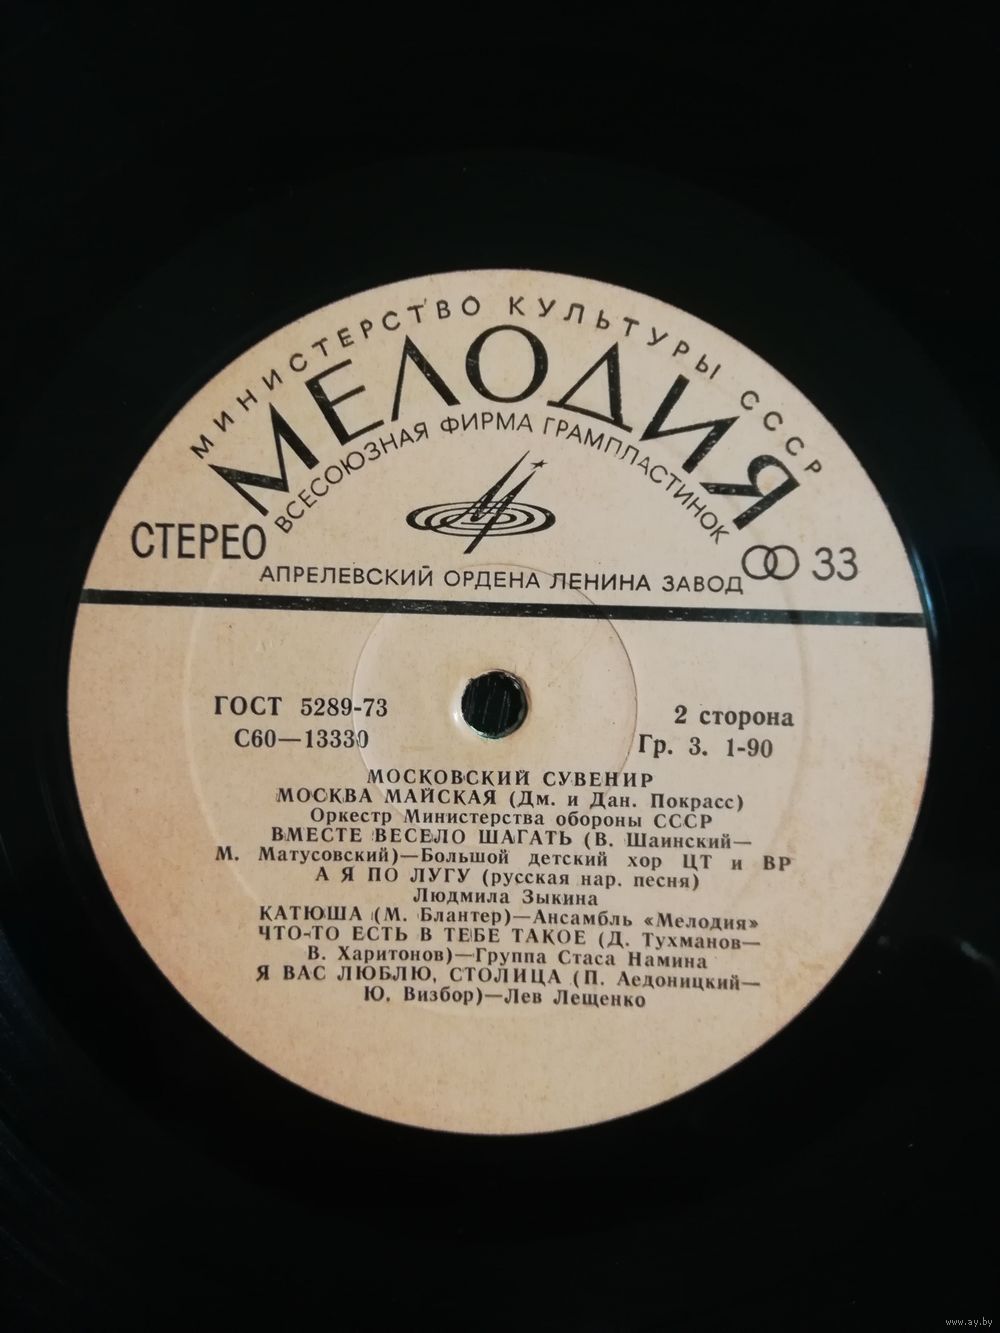 МИНИСТЕРСТВО КУЛЬТУРЫ СССР
МЕЛОДИЯ
ВСЕСОЮЗНАЯ ФИРМА ГРАМПЛАСТИНОК
СТЕРЕО
33
АПРЕЛЕВСКИЙ ОРДЕНА ЛЕНИНА ЗАВОД
ГОСТ 5289-73
С60—13330
2 сторона
Гр. 3. 1-90
МОСКОВСКИЙ СУВЕНИР
МОСКВА МАЙСКАЯ (Дм. и Дан. Покрасс)
Оркестр Министерства обороны СССР
ВМЕСТЕ ВЕСЕЛО ШАГАТЬ (В. Шаинский—
М. Матусовский)—Большой детский хор ЦТ и ВР
А Я ПО ЛУГУ (русская нар. песня)
Людмила Зыкина
КАТЮША (М. Блантер)—Ансамбль «Мелодия»
ЧТО-ТО ЕСТЬ В ТЕБЕ ТАКОЕ (Д. Тухманов—
В. Харитонов)—Группа Стаса Намина
Я ВАС ЛЮБЛЮ, СТОЛИЦА (П. Аедоницкий—
Ю. Визбор)—Лев Лещенко
www.ay.by